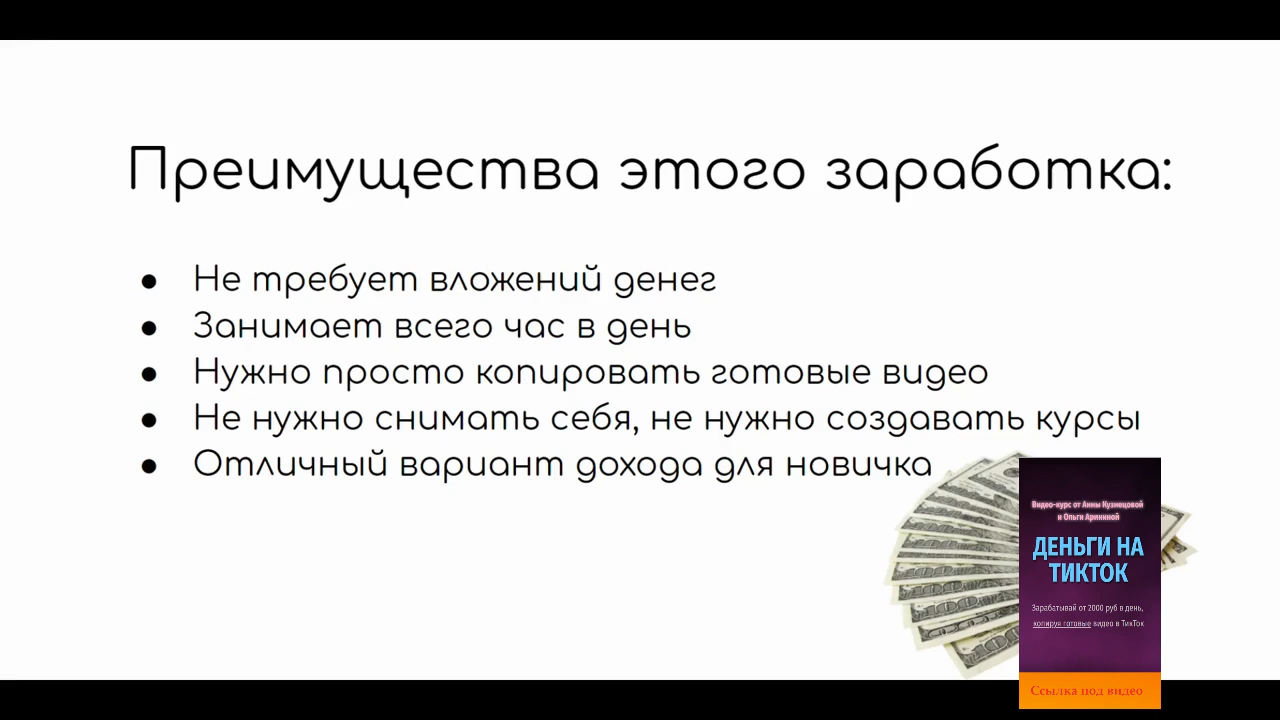 Преимущества этого заработка:
● Не требует вложений денег
● Занимает всего час в день
● Нужно просто копировать готовые видео
● Не нужно снимать себя, не нужно создавать курсы
● Отличный вариант дохода для новичка
Видео-курс от Анны Кузнецовой
и Ольги Аринины
ДЕНЬГИ НА
ТИКТОК
Зарабатывай от 2000 руб в день,
копируя готовые видео в ТикТок
Ссылка под видео